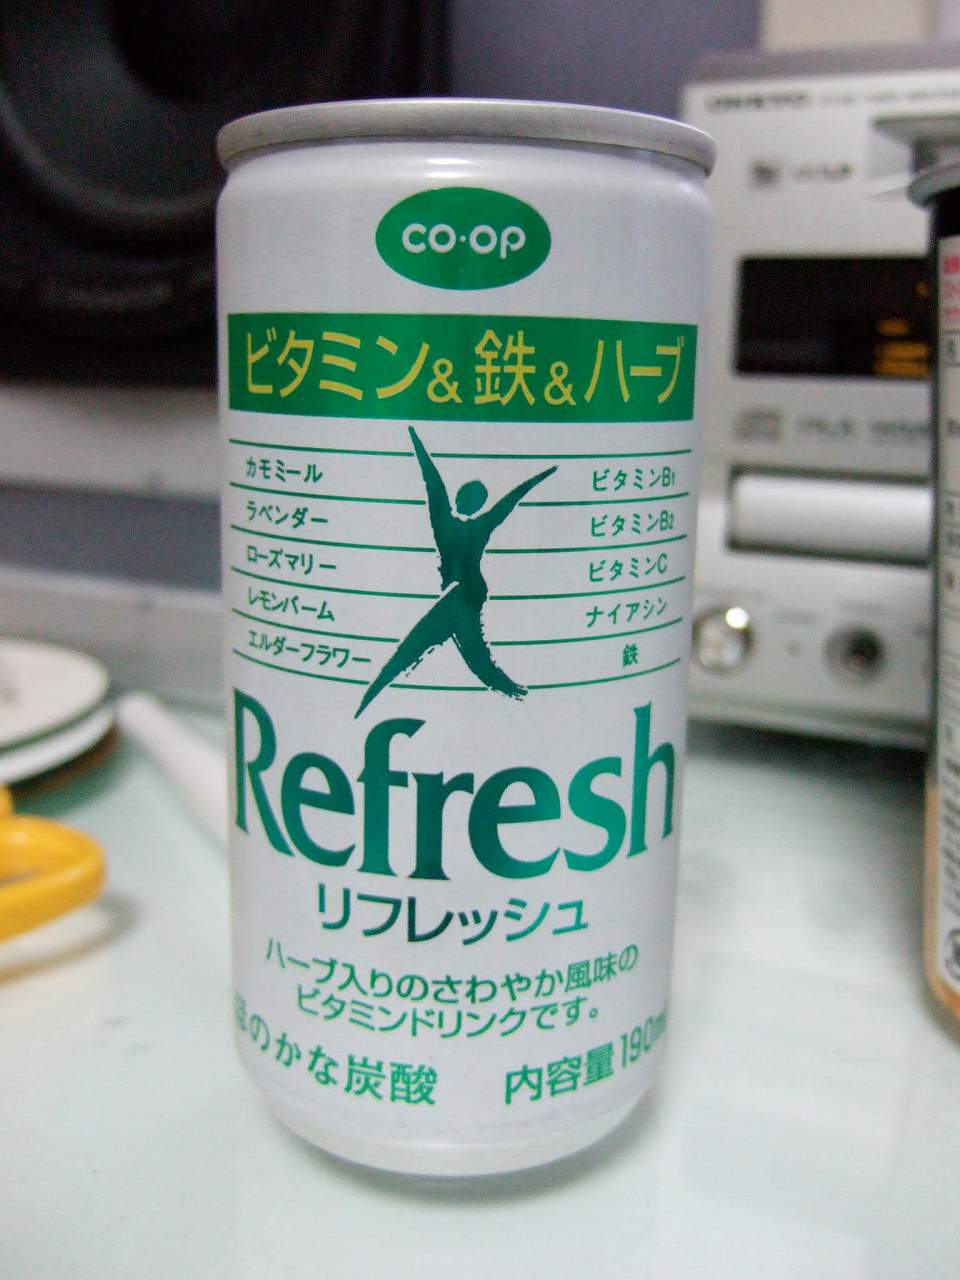 co·op
ビタミン&鉄&ハーブ
カモミール
ラベンダー
ローズマリー
レモンバーム
エルダーフラワー
ビタミンB1
ビタミンB2
ビタミンC
ナイアシン
鉄
Refresh
リフレッシュ
ハーブ入りのさわやか風味の
ビタミンドリンクです。
ほのかな炭酸
内容量190ml